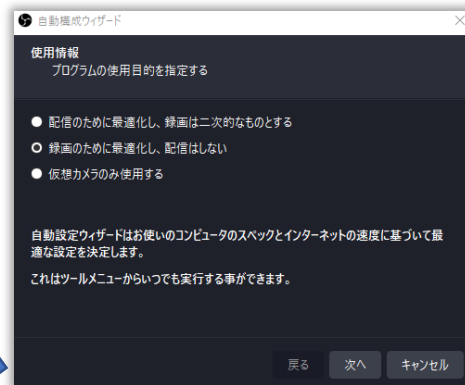 自動構成ウィザード
使用情報
プログラムの使用目的を指定する
配信のために最適化し、録画は二次的なものとする
録画のために最適化し、配信はしない
仮想カメラのみ使用する
自動設定ウィザードはお使いのコンピュータのスペックとインターネットの速度に基づいて最
適な設定を決定します。
これはツールメニューからいつでも実行する事ができます。
戻る 次へ キャンセル